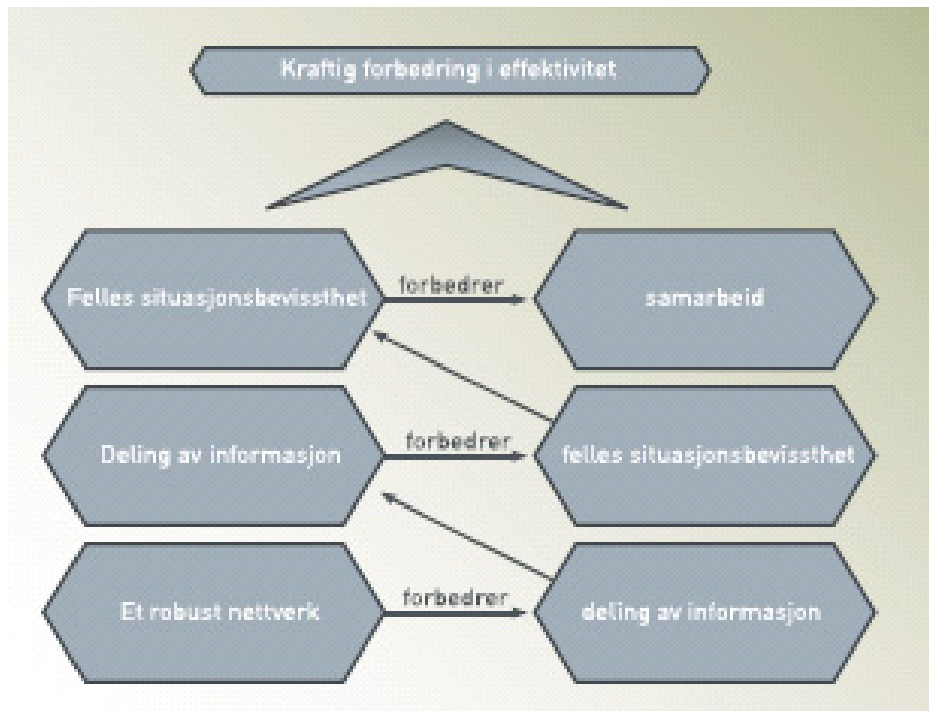 Kraftig forbedring i effektivitet
Felles situasjonsbevissthet
forbedrer
samarbeid
Deling av informasjon
forbedrer
felles situasjonsbevissthet
Et robust nettverk
forbedrer
deling av informasjon